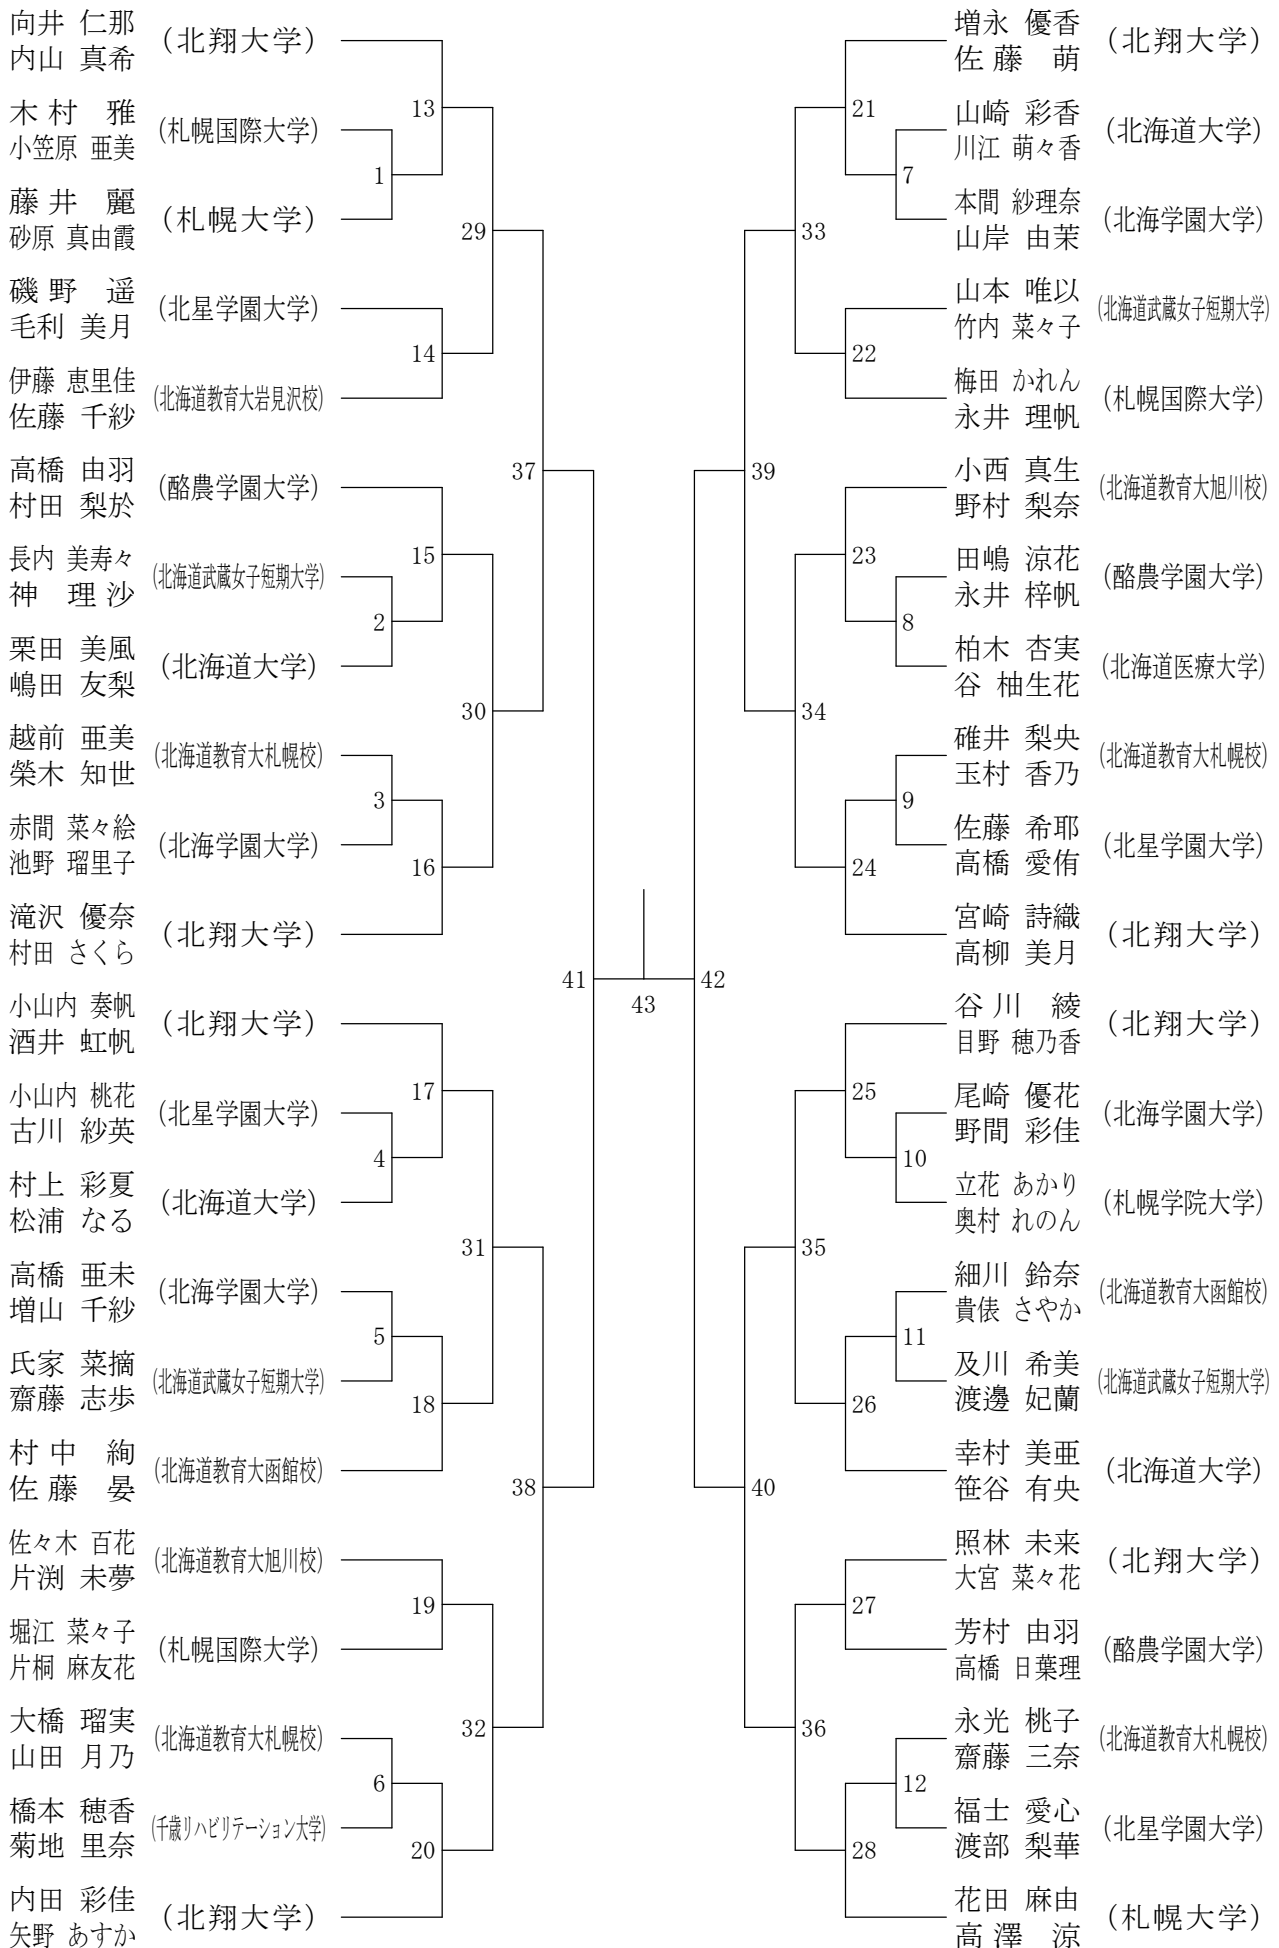 向井 仁那
内山 真希
(北翔大学)
木村 雅
小笠原 亜美
(札幌国際大学)
藤井 麗
砂原 真由霞
(札幌大学)
磯野 遥
毛利 美月
(北星学園大学)
伊藤 恵里佳
佐藤 千紗
(北海道教育大岩見沢校)
高橋 由羽
村田 梨於
(酪農学園大学)
長内 美寿々
神 理沙
(北海道武蔵女子短期大学)
栗田 美風
嶋田 友梨
(北海道大学)
越前 亜美
榮木 知世
(北海道教育大札幌校)
赤間 菜々絵
池野 瑠里子
(北海学園大学)
滝沢 優奈
村田 さくら
(北翔大学)
小山内 奏帆
酒井 虹帆
(北翔大学)
小山内 桃花
古川 紗英
(北星学園大学)
村上 彩夏
松浦 なる
(北海道大学)
高橋 亜未
増山 千紗
(北海学園大学)
氏家 菜摘
齋藤 志歩
(北海道武蔵女子短期大学)
村中 絢
佐藤 晏
(北海道教育大函館校)
佐々木 百花
片渕 未夢
(北海道教育大旭川校)
堀江 菜々子
片桐 麻友花
(札幌国際大学)
大橋 瑠実
山田 月乃
(北海道教育大札幌校)
橋本 穂香
菊地 里奈
(千歳リハビリテーション大学)
内田 彩佳
矢野 あすか
(北翔大学)
1
2
3
4
5
6
13
14
15
16
17
18
19
20
29
30
31
32
37
38
41
43
42
39
40
33
34
35
36
21
22
23
24
25
26
27
28
7
8
9
10
11
12
増永 優香
佐藤 萌
(北翔大学)
山崎 彩香
川江 萌々香
(北海道大学)
本間 紗理奈
山岸 由茉
(北海学園大学)
山本 唯以
竹内 菜々子
(北海道武蔵女子短期大学)
梅田 かれん
永井 理帆
(札幌国際大学)
小西 真生
野村 梨奈
(北海道教育大旭川校)
田嶋 涼花
永井 梓帆
(酪農学園大学)
柏木 杏実
谷 柚生花
(北海道医療大学)
碓井 梨央
玉村 香乃
(北海道教育大札幌校)
佐藤 希耶
高橋 愛侑
(北星学園大学)
宮崎 詩織
高柳 美月
(北翔大学)
谷川 綾
目野 穂乃香
(北翔大学)
尾崎 優花
野間 彩佳
(北海学園大学)
立花 あかり
奥村 れのん
(札幌学院大学)
細川 鈴奈
貴俵 さやか
(北海道教育大函館校)
及川 希美
渡邊 妃蘭
(北海道武蔵女子短期大学)
幸村 美亜
笹谷 有央
(北海道大学)
照林 未来
大宮 菜々花
(北翔大学)
芳村 由羽
高橋 日葉理
(酪農学園大学)
永光 桃子
齋藤 三奈
(北海道教育大札幌校)
福士 愛心
渡部 梨華
(北星学園大学)
花田 麻由
高澤 涼
(札幌大学)